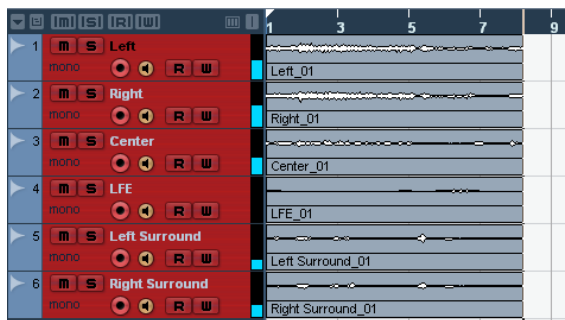 [M] [S] [R] [W] 1 3 5 7 9
1 m S Left
mono R W Left_01
2 m S Right
mono R W Right_01
3 m S Center
mono R W Center_01
4 m S LFE
mono R W LFE_01
5 m S Left Surround
mono R W Left Surround_01
6 m S Right Surround
mono R W Right Surround_01